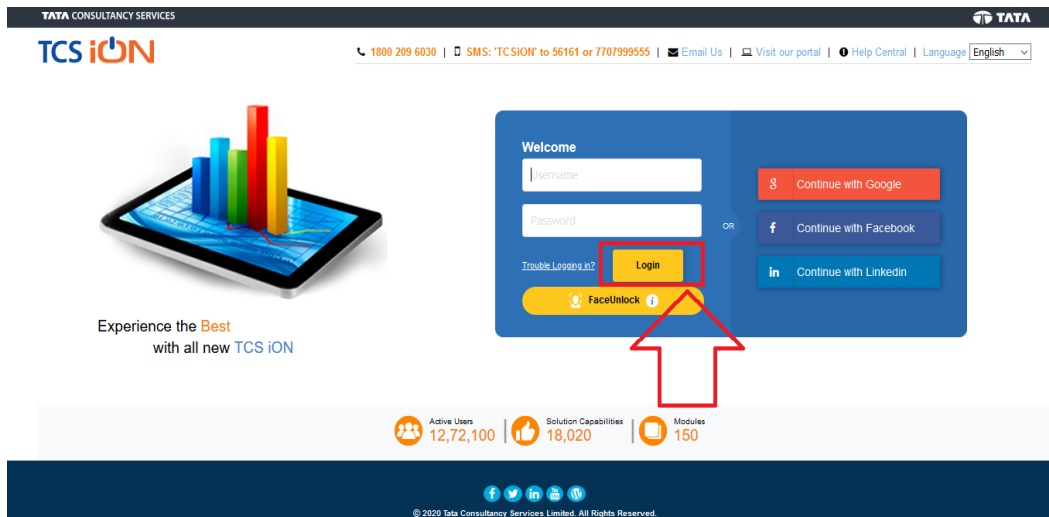 TATA CONSULTANCY SERVICES
TATA
TCS iON
1800 209 6030 | SMS: 'TCSiON' to 56161 or 7707999555 | Email Us | Visit our portal | Help Central | Language English
Welcome
Username
Password
Trouble Logging in?
Login
FaceUnlock i
OR
Continue with Google
Continue with Facebook
Continue with Linkedin
Experience the Best
with all new TCS iON
Active Users
12,72,100
Solution Capabilities
18,020
Modules
150
© 2020 Tata Consultancy Services Limited. All Rights Reserved.